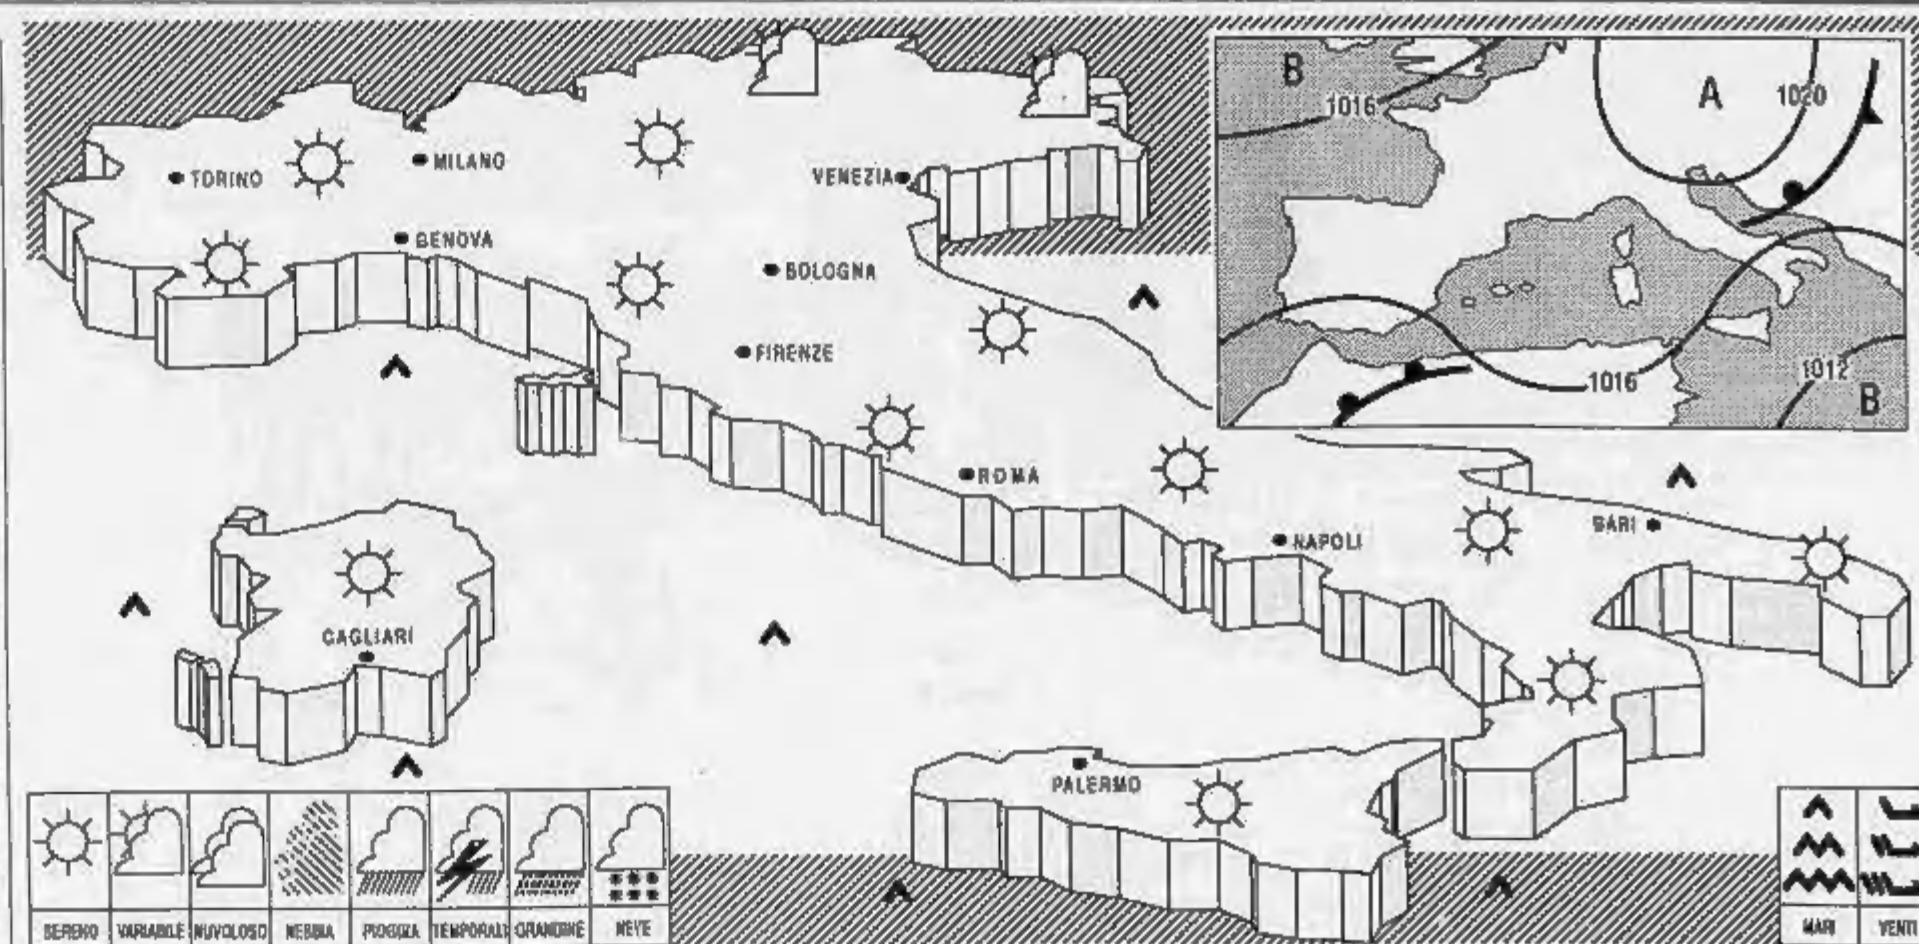 B
1016
A
1020
TORINO
MILANO
VENEZIA
GENOVA
BOLOGNA
FIRENZE
1016
1012
B
ROMA
NAPOLI
BARI
CAGLIARI
PALERMO
SERENO VARIABILE NUVOLOSO NEBBIA PIOGGIA TEMPORALI GRANDINE NEVE
MARI VENTI